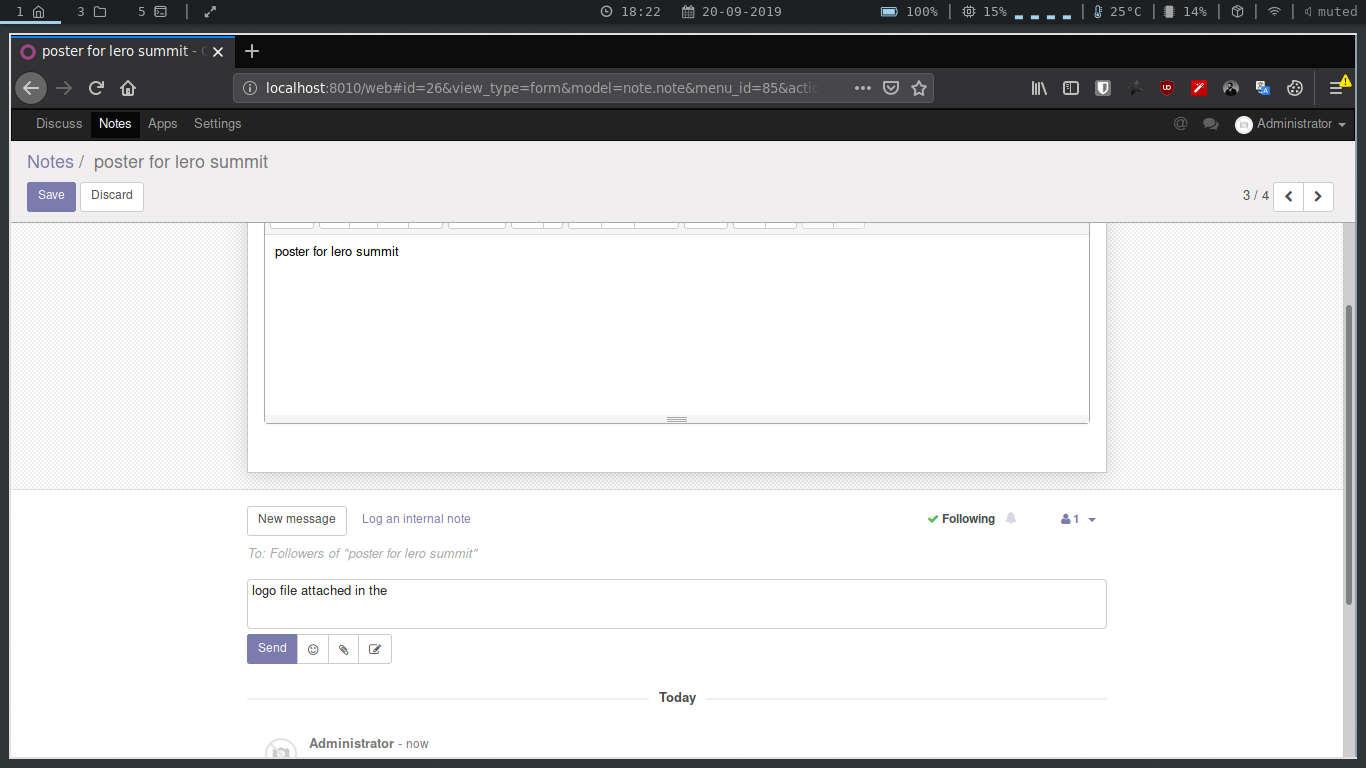 1 3 5 18:22 20-09-2019 100% 15% 25°C 14% muted
poster for lero summit -
localhost:8010/web#id=26&view_type=form&model=note.note&menu_id=85&actio
Discuss Notes Apps Settings Administrator
Notes / poster for lero summit
Save Discard 3 / 4
poster for lero summit
New message Log an internal note Following 1
To: Followers of "poster for lero summit"
logo file attached in the
Send
Today
Administrator - now